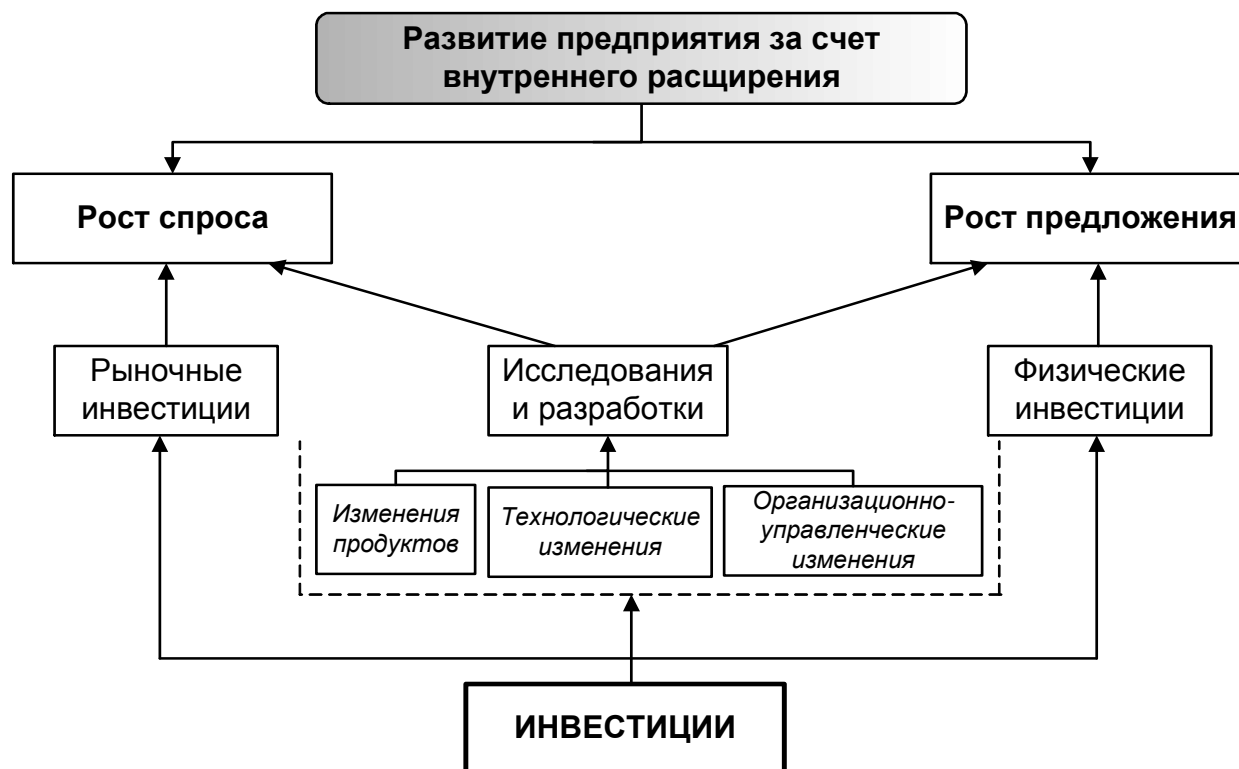 Развитие предприятия за счет
внутреннего расщирения
Рост спроса
Рост предложения
Рыночные
инвестиции
Исследования
и разработки
Физические
инвестиции
Изменения
продуктов
Технологические
изменения
Организационно-
управленческие
изменения
ИНВЕСТИЦИИ